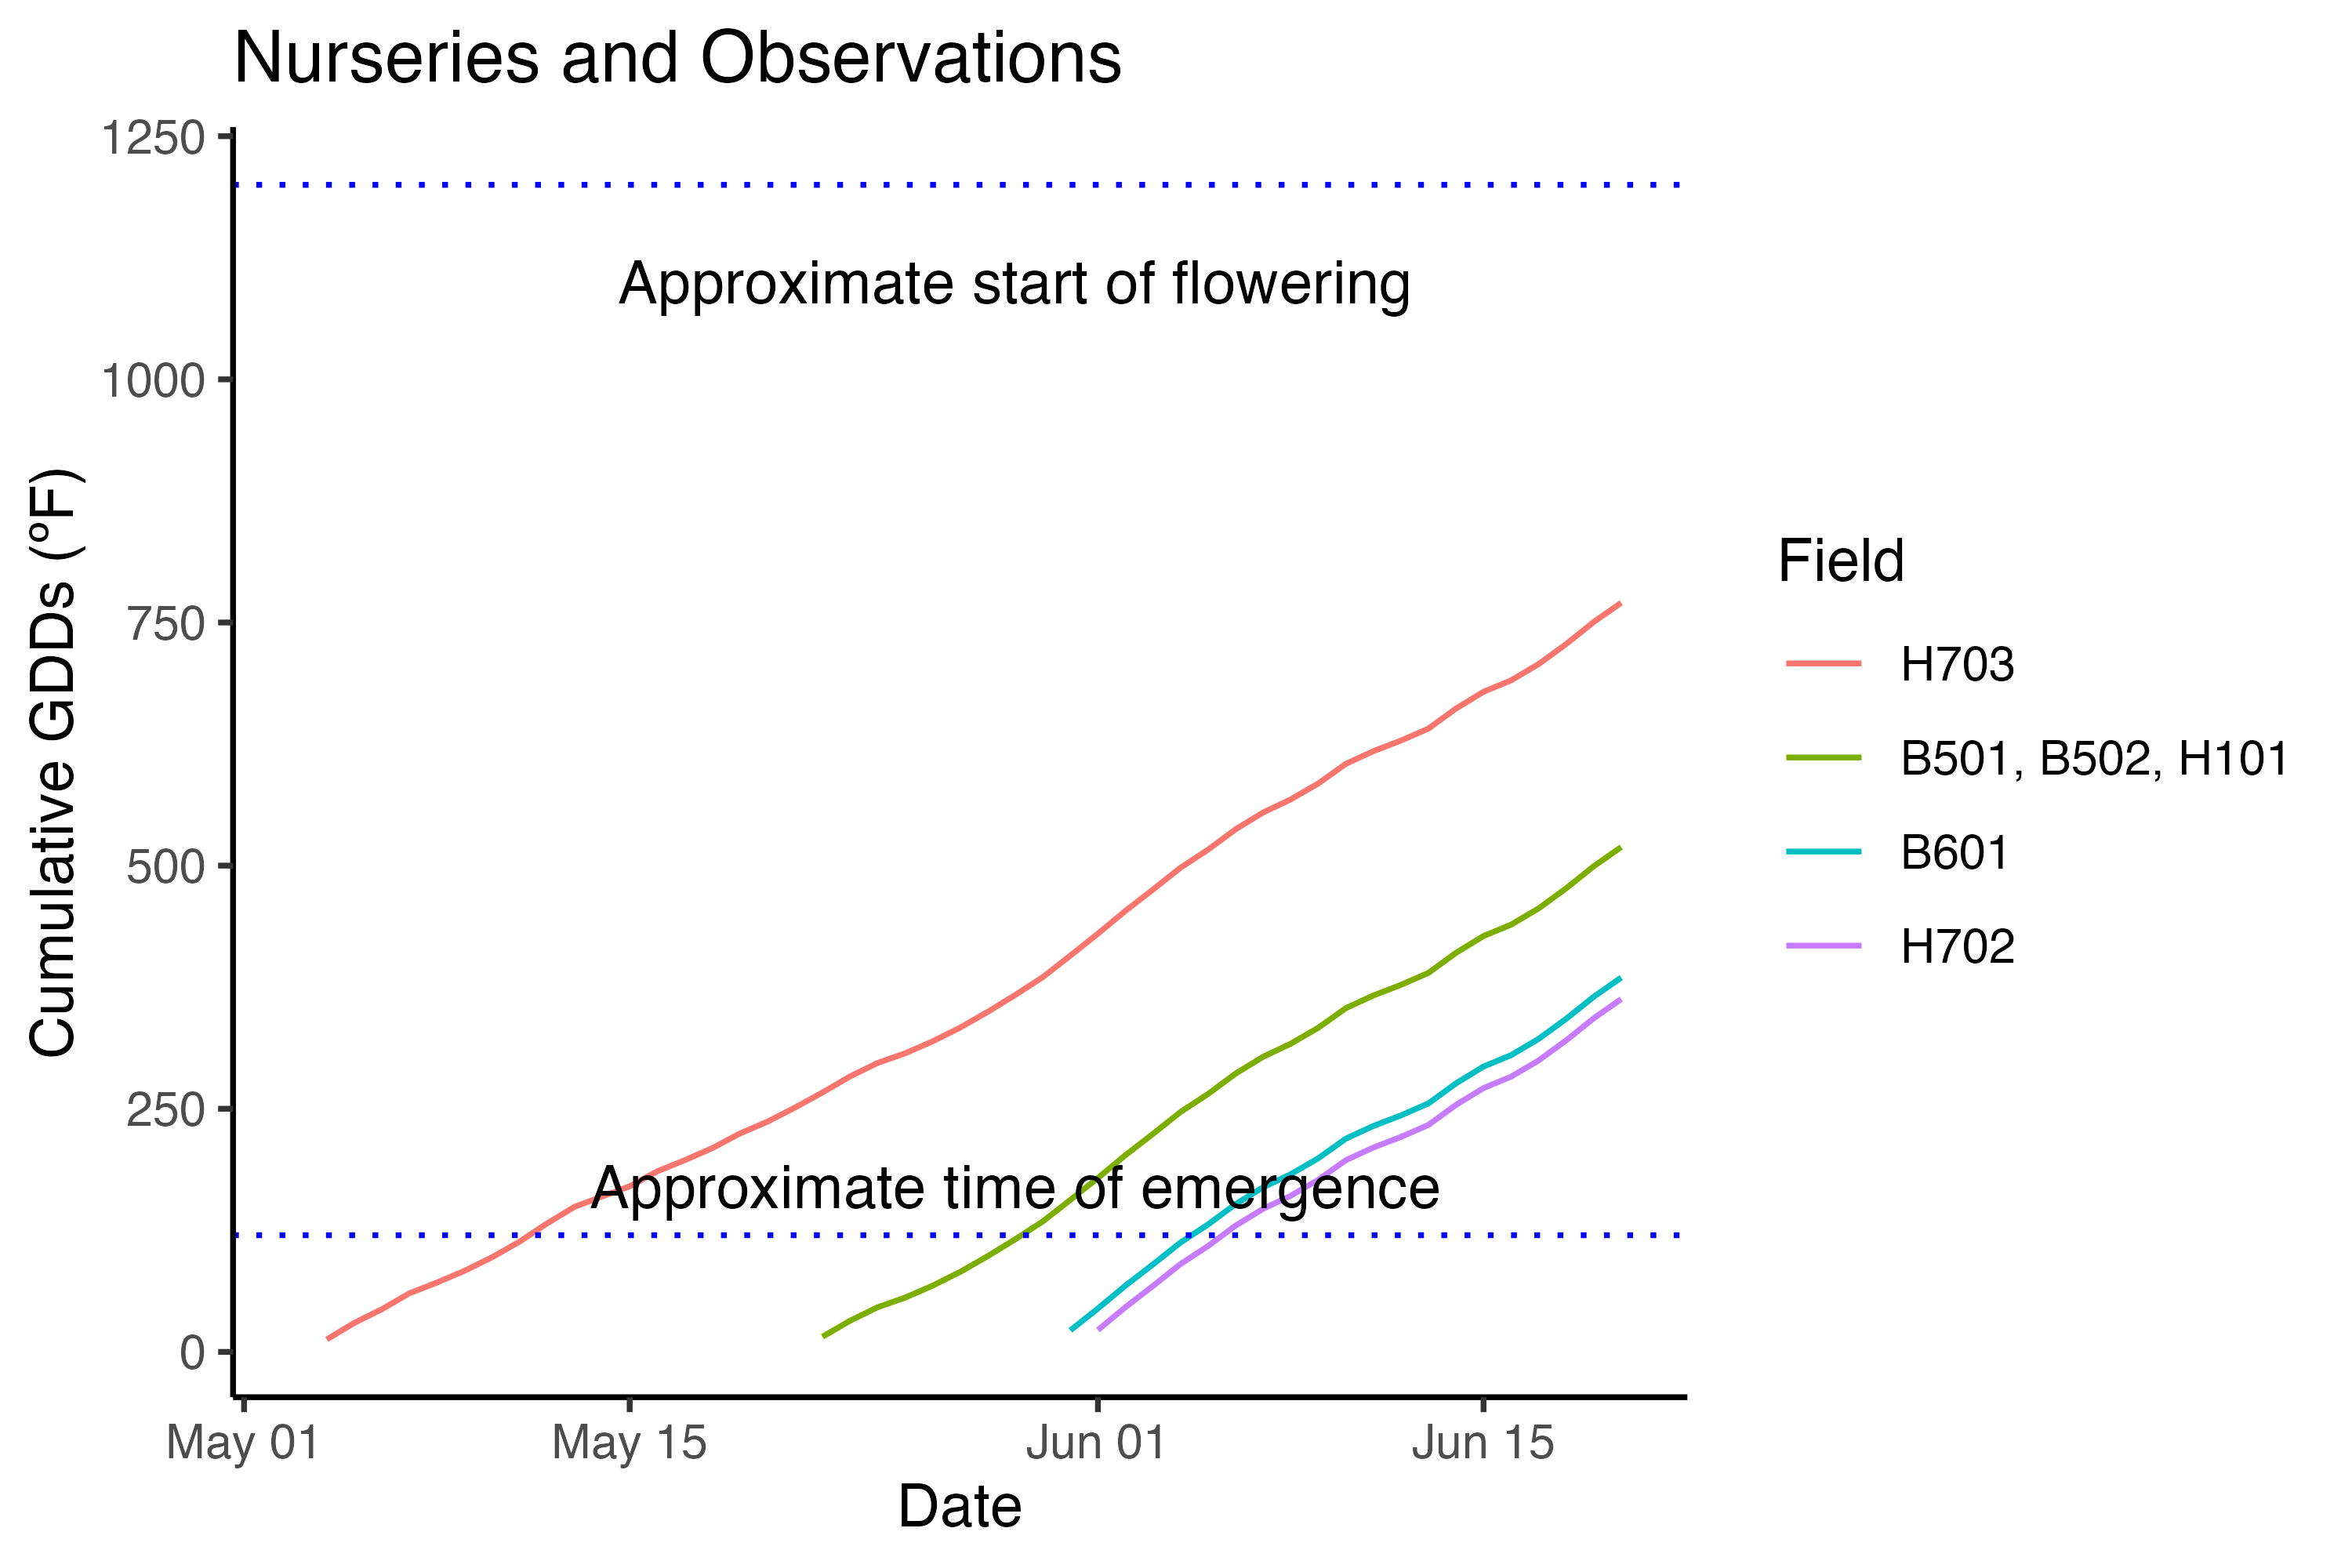 Nurseries and Observations
1250
1000
750
500
250
0
Cumulative GDDs (ºF)
Approximate start of flowering
Approximate time of emergence
May 01
May 15
Jun 01
Jun 15
Date
Field
H703
B501, B502, H101
B601
H702